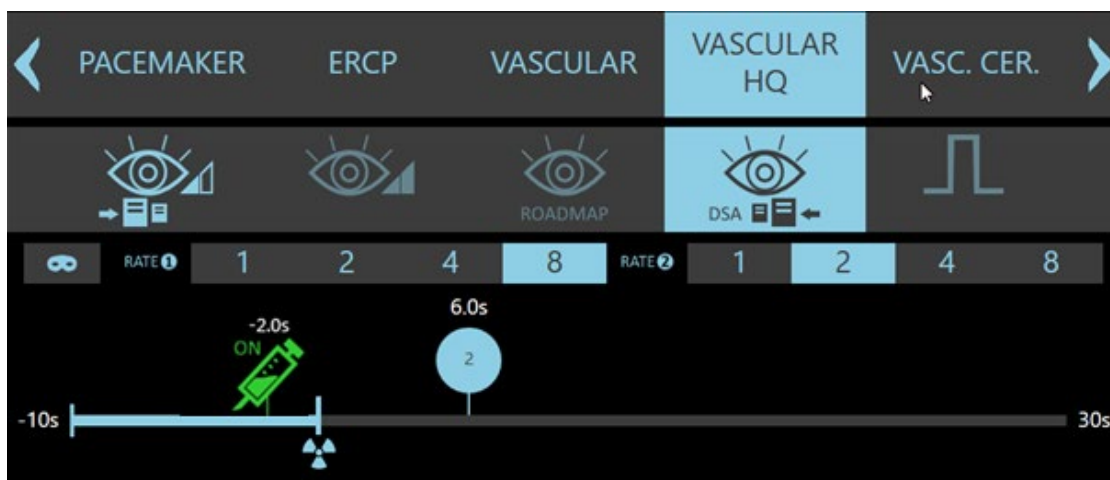 PACEMAKER
ERCP
VASCULAR
VASCULAR
HQ
VASC. CER.
ROADMAP
DSA
RATE 1
1
2
4
8
RATE 2
1
2
4
8
-2.0s
ON
6.0s
2
-10s
30s